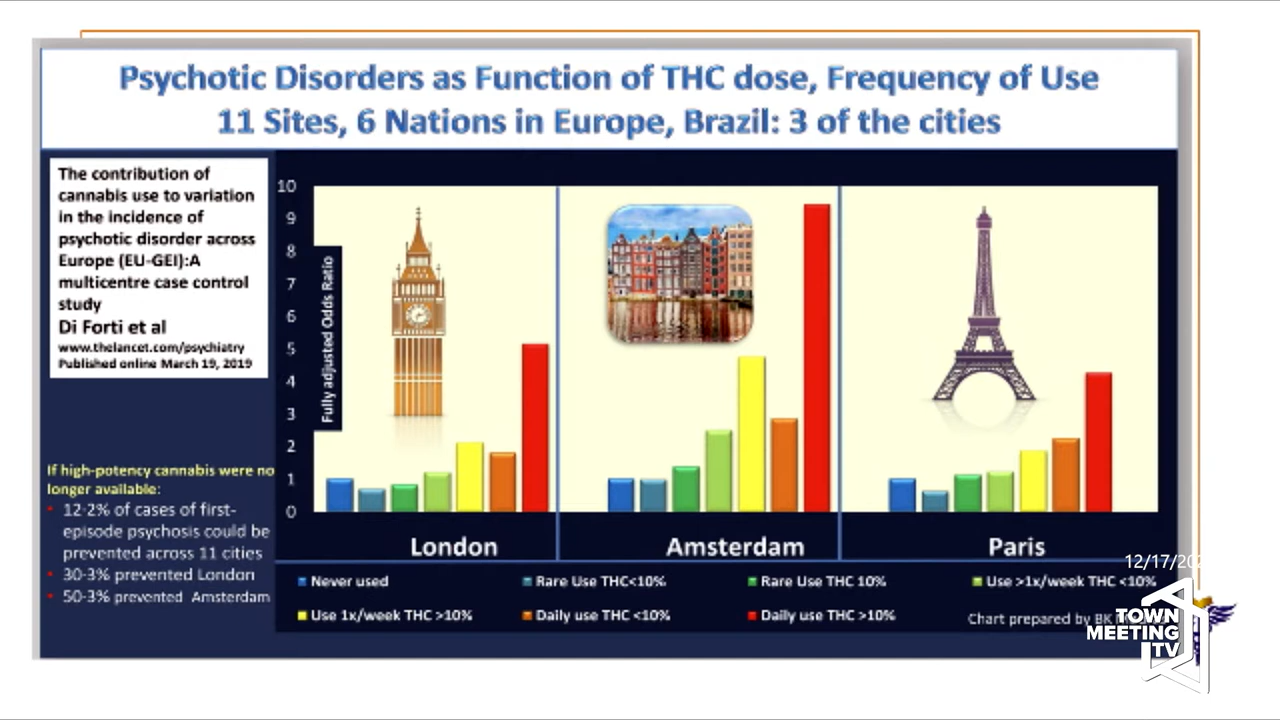 Psychotic Disorders as Function of THC dose, Frequency of Use
11 Sites, 6 Nations in Europe, Brazil: 3 of the cities
The contribution of
cannabis use to variation
in the incidence of
psychotic disorder across
Europe (EU-GEI):A
multicentre case control
study
Di Forti et al
www.thelancet.com/psychiatry
Published online March 19, 2019
If high-potency cannabis were no
longer available:
• 12·2% of cases of first-
episode psychosis could be
prevented across 11 cities
• 30·3% prevented London
• 50·3% prevented Amsterdam
10
9
8
7
6
5
4
3
2
1
0
Fully adjusted Odds Ratio
London
Amsterdam
Paris
Never used
Rare Use THC<10%
Rare Use THC 10%
Use >1x/week THC <10%
Use 1x/week THC >10%
Daily use THC <10%
Daily use THC >10%
Chart prepared by BK
TOWN
MEETING
TV